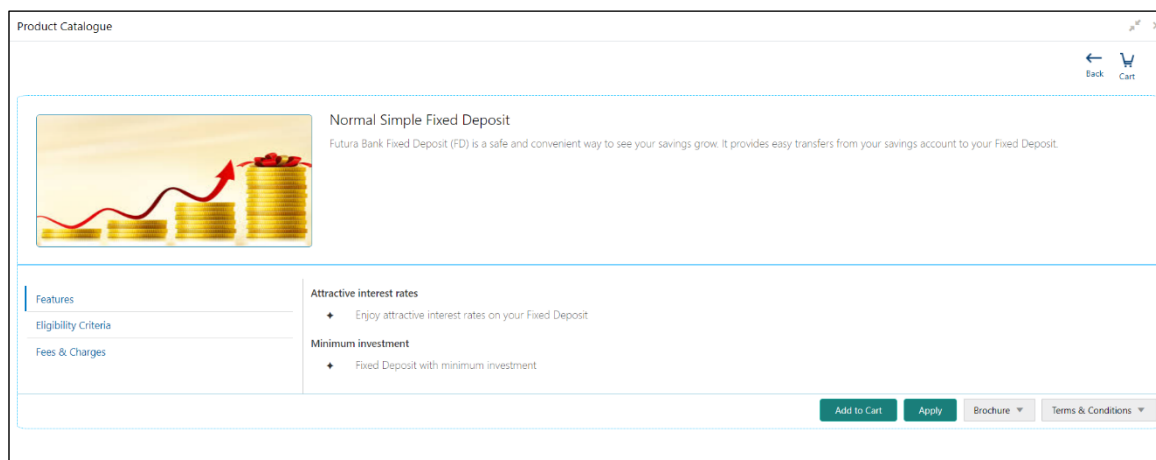 Product Catalogue
Back
Cart
Normal Simple Fixed Deposit
Futura Bank Fixed Deposit (FD) is a safe and convenient way to see your savings grow. It provides easy transfers from your savings account to your Fixed Deposit.
Features
Eligibility Criteria
Fees & Charges
Attractive interest rates
Enjoy attractive interest rates on your Fixed Deposit
Minimum investment
Fixed Deposit with minimum investment
Add to Cart
Apply
Brochure
Terms & Conditions